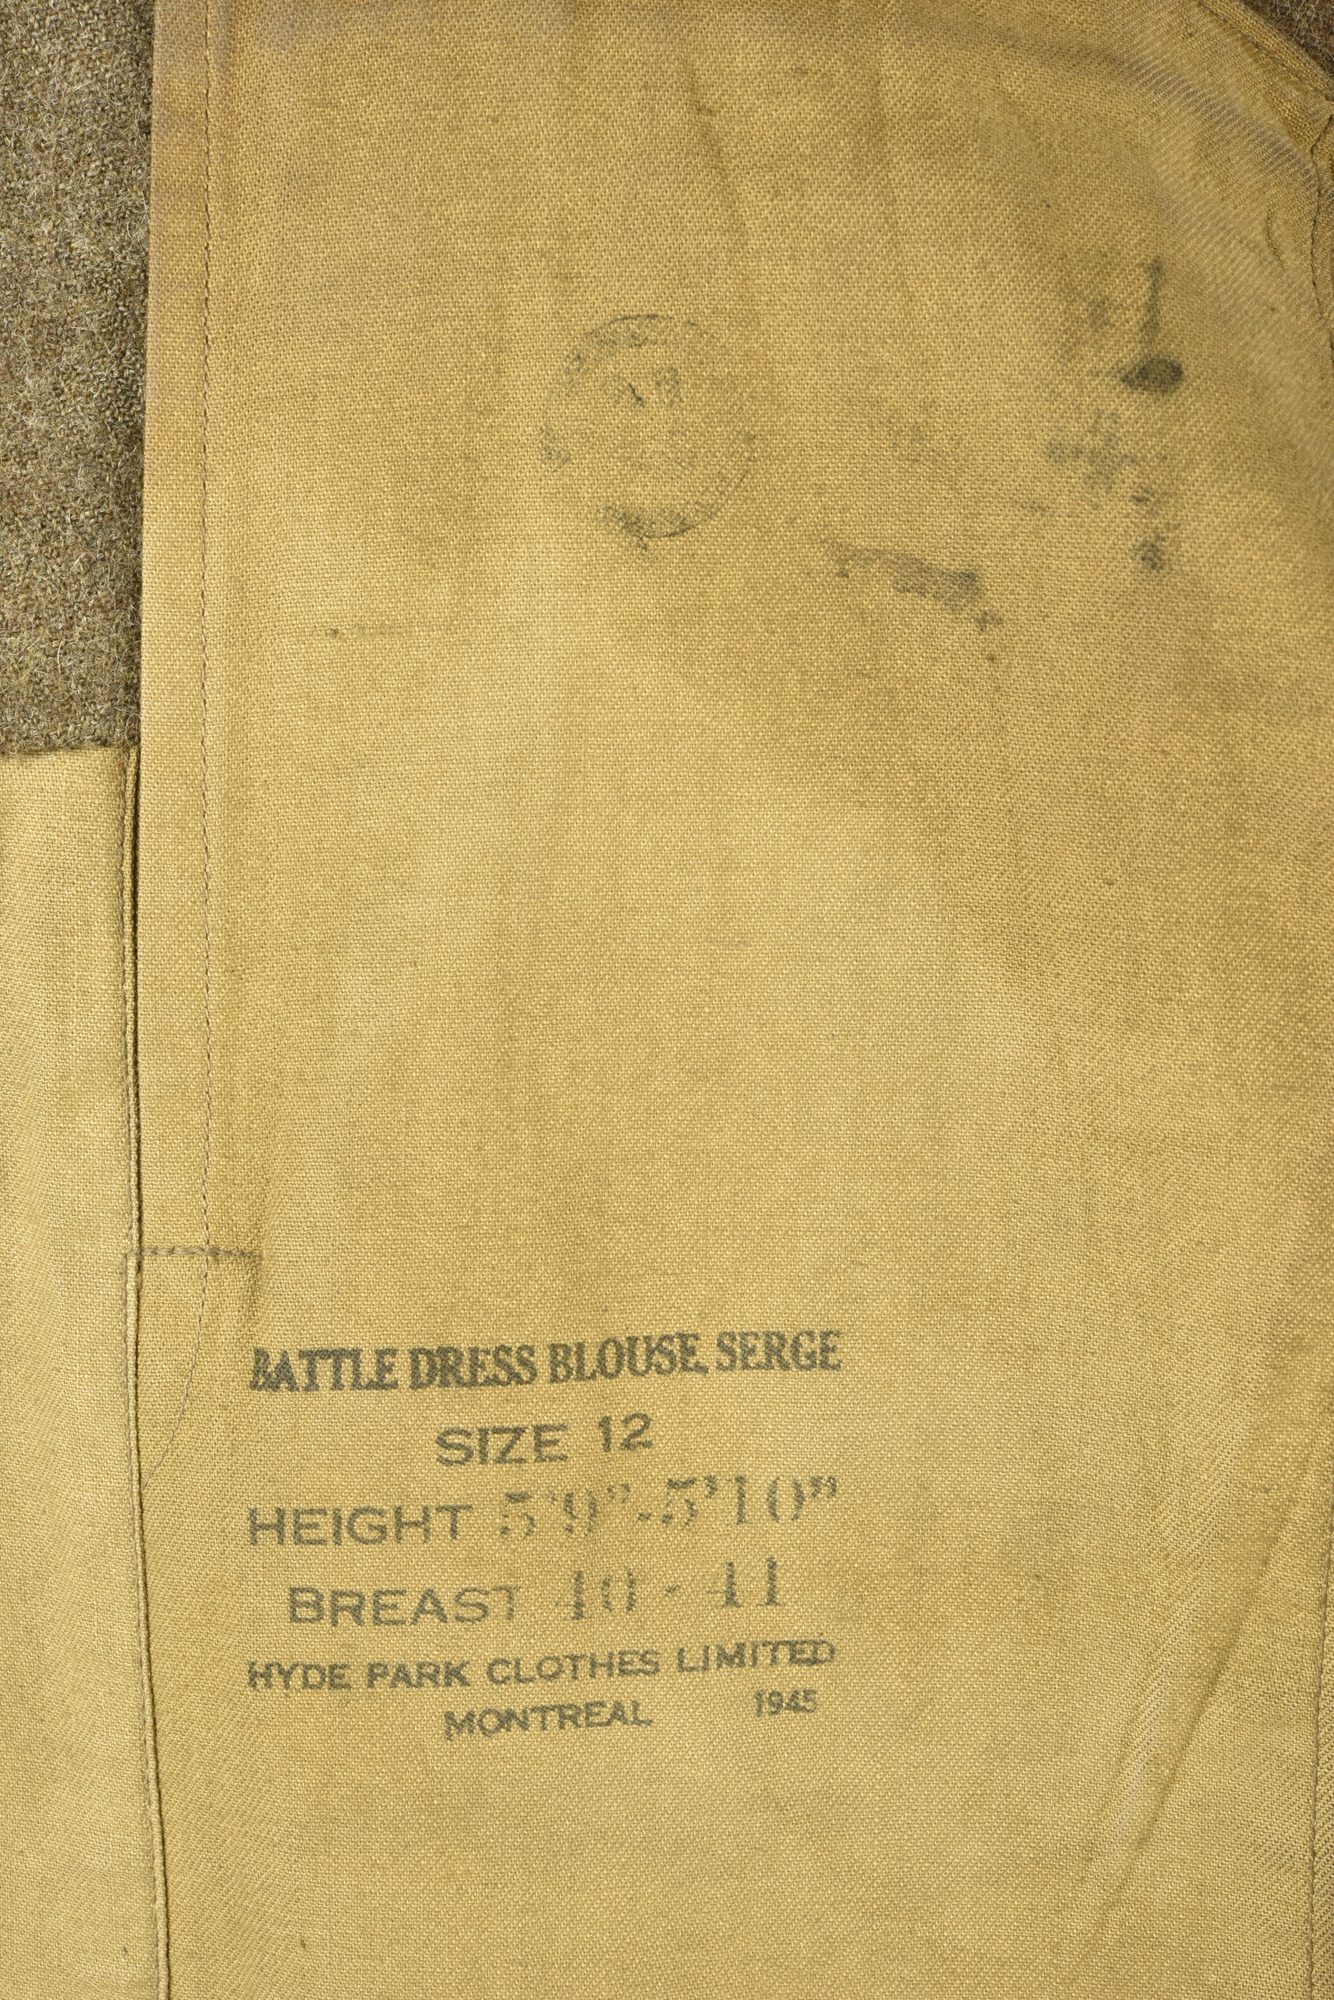 BATTLE DRESS BLOUSE, SERGE
SIZE 12
HEIGHT 5'9"-5'10"
BREAST 40-41
HYDE PARK CLOTHES LIMITED
MONTREAL 1945